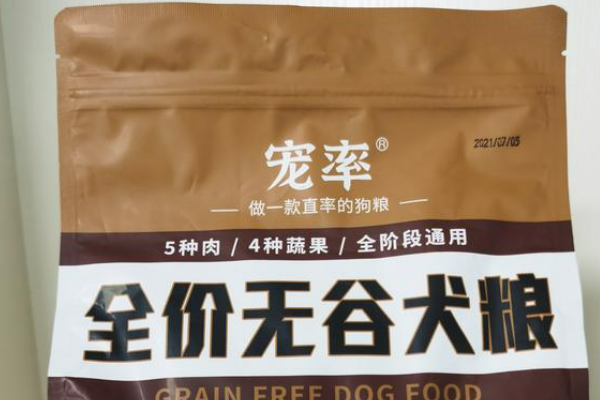 宠率®
2021/07/05
做一款直率的狗粮
5种肉 / 4种蔬果 / 全阶段通用
全价无谷犬粮
GRAIN FREE DOG FOOD